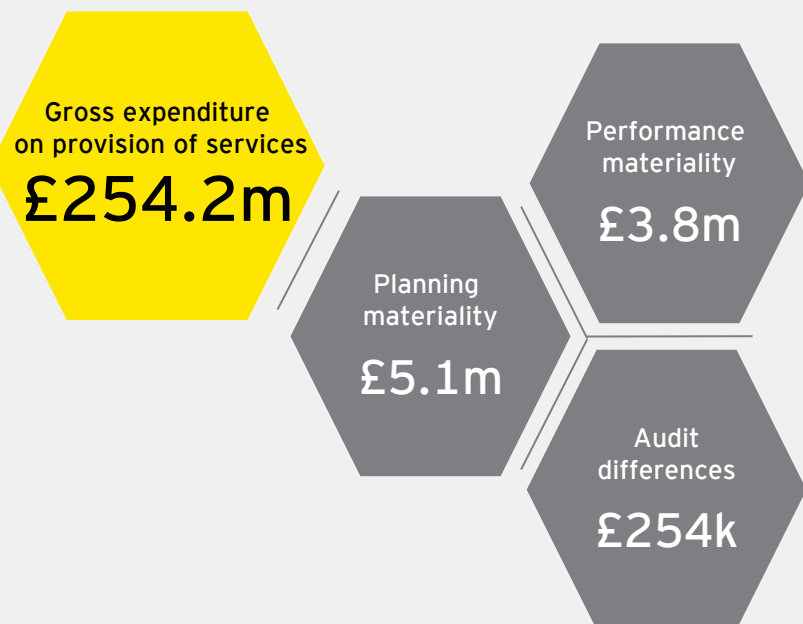 Gross expenditure
on provision of services
£254.2m
Planning
materiality
£5.1m
Performance
materiality
£3.8m
Audit
differences
£254k